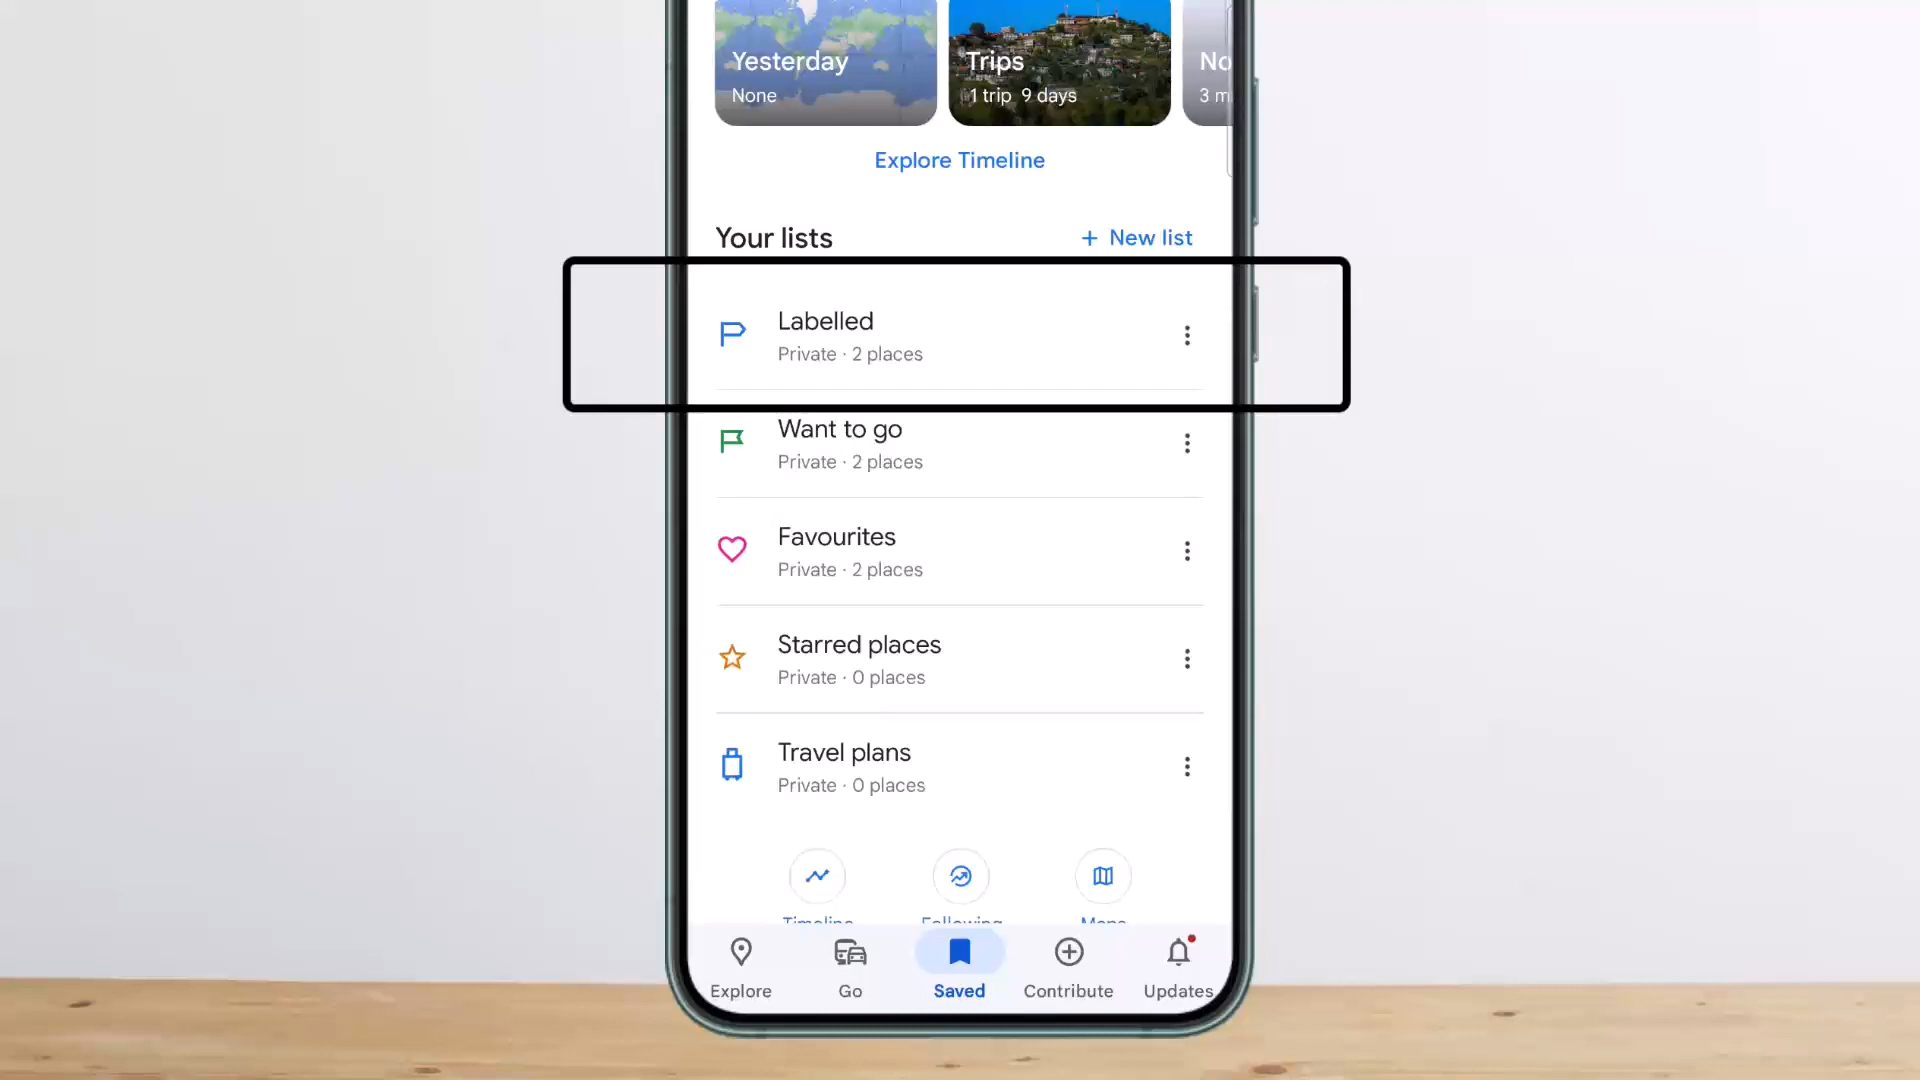 Yesterday
None
Trips
1 trip 9 days
No
3 m
Explore Timeline
Your lists
+ New list
Labelled
Private · 2 places
Want to go
Private · 2 places
Favourites
Private · 2 places
Starred places
Private · 0 places
Travel plans
Private · 0 places
Timeline
Following
Maps
Explore
Go
Saved
Contribute
Updates